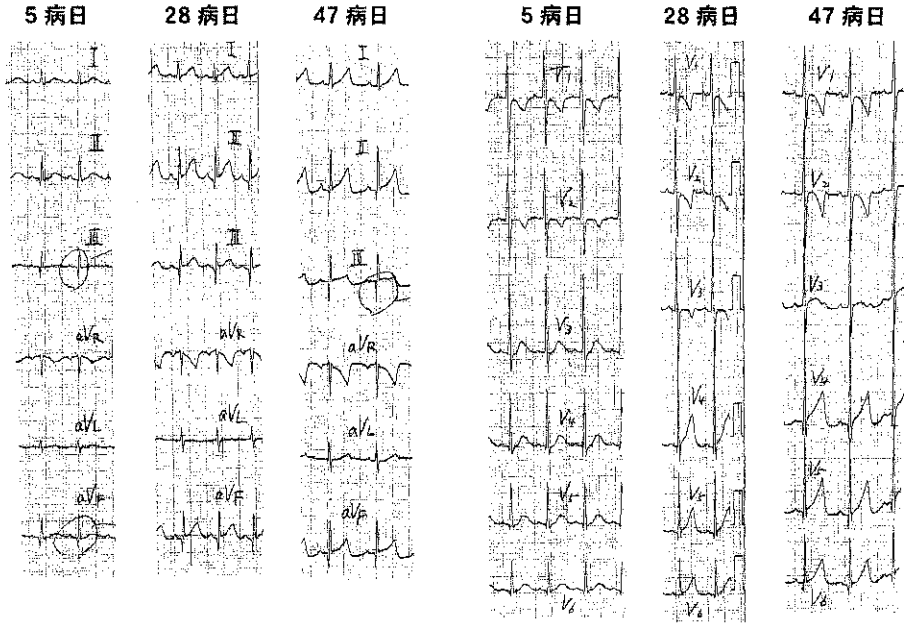 5 病日 28 病日 47 病日 5 病日 28 病日 47 病日
I I I V₁ V₁ V₁
II II II V₂ V₂ V₂
III III III V₃ V₃ V₃
aVR aVR aVR V₄ V₄ V₄
aVL aVL aVL V₅ V₅ V₅
aVF aVF aVF V₆ V₆ V₆